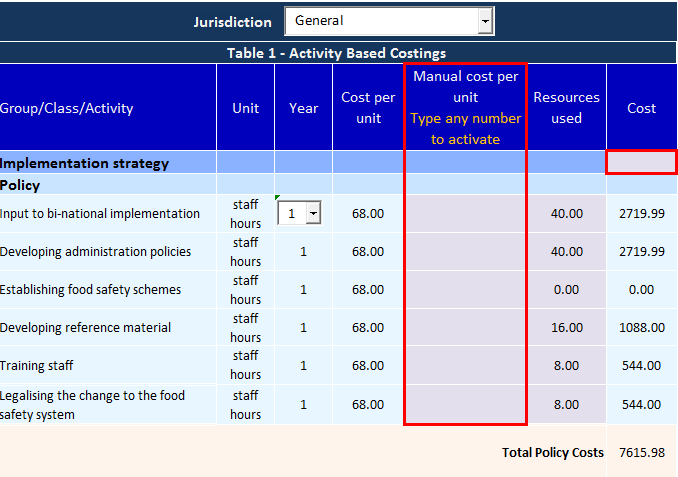 Jurisdiction General
Table 1 - Activity Based Costings
Group/Class/Activity Unit Year Cost per unit Manual cost per unit Type any number to activate Resources used Cost
Implementation strategy
Policy
Input to bi-national implementation staff hours 1 68.00 40.00 2719.99
Developing administration policies staff hours 1 68.00 40.00 2719.99
Establishing food safety schemes staff hours 1 68.00 0.00 0.00
Developing reference material staff hours 1 68.00 16.00 1088.00
Training staff staff hours 1 68.00 8.00 544.00
Legalising the change to the food safety system staff hours 1 68.00 8.00 544.00
Total Policy Costs 7615.98